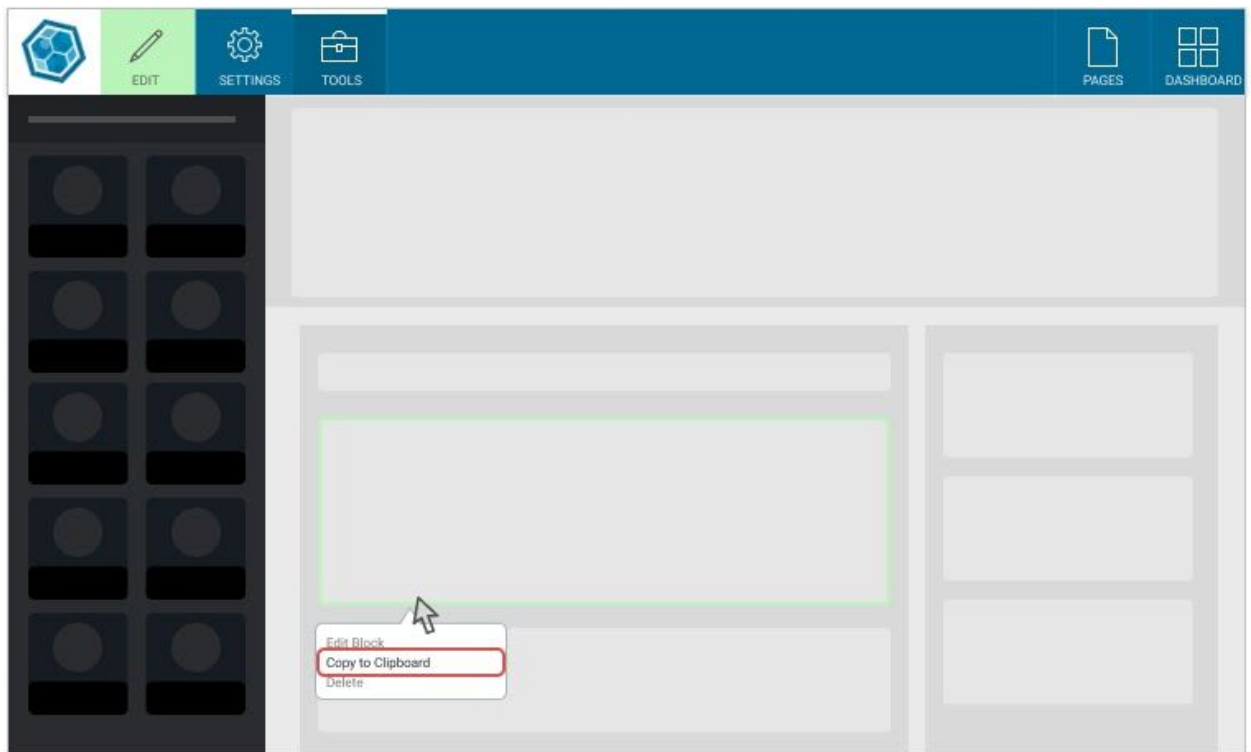 EDIT
SETTINGS
TOOLS
PAGES
DASHBOARD
Edit Block
Copy to Clipboard
Delete